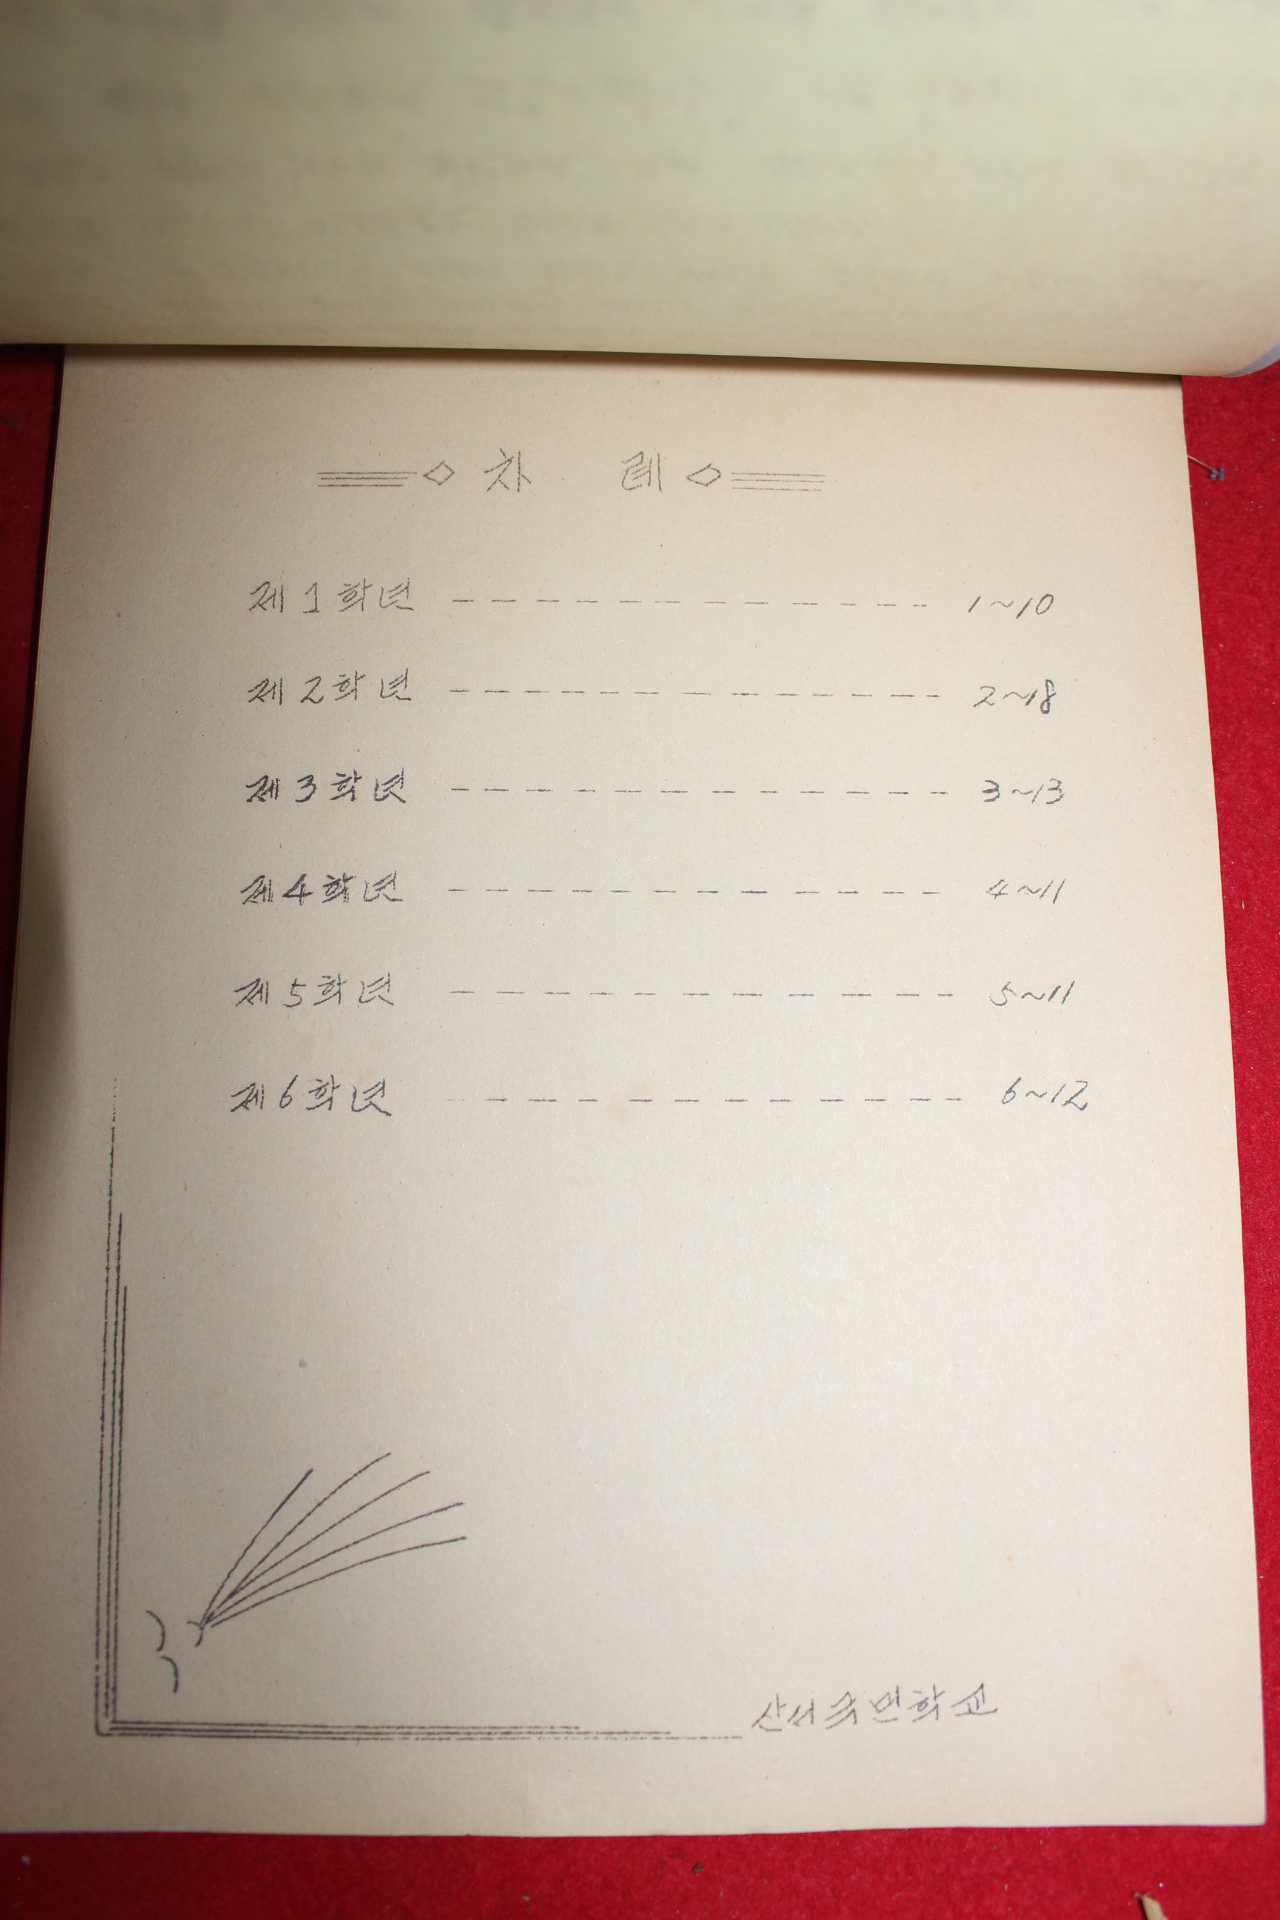 차 례
제1학년 ------------ 1~10
제2학년 ------------- 2~18
제3학년 ------------- 3~13
제4학년 ------------ 4~11
제5학년 ------------ 5~11
제6학년 ------------- 6~12
산서국민학교